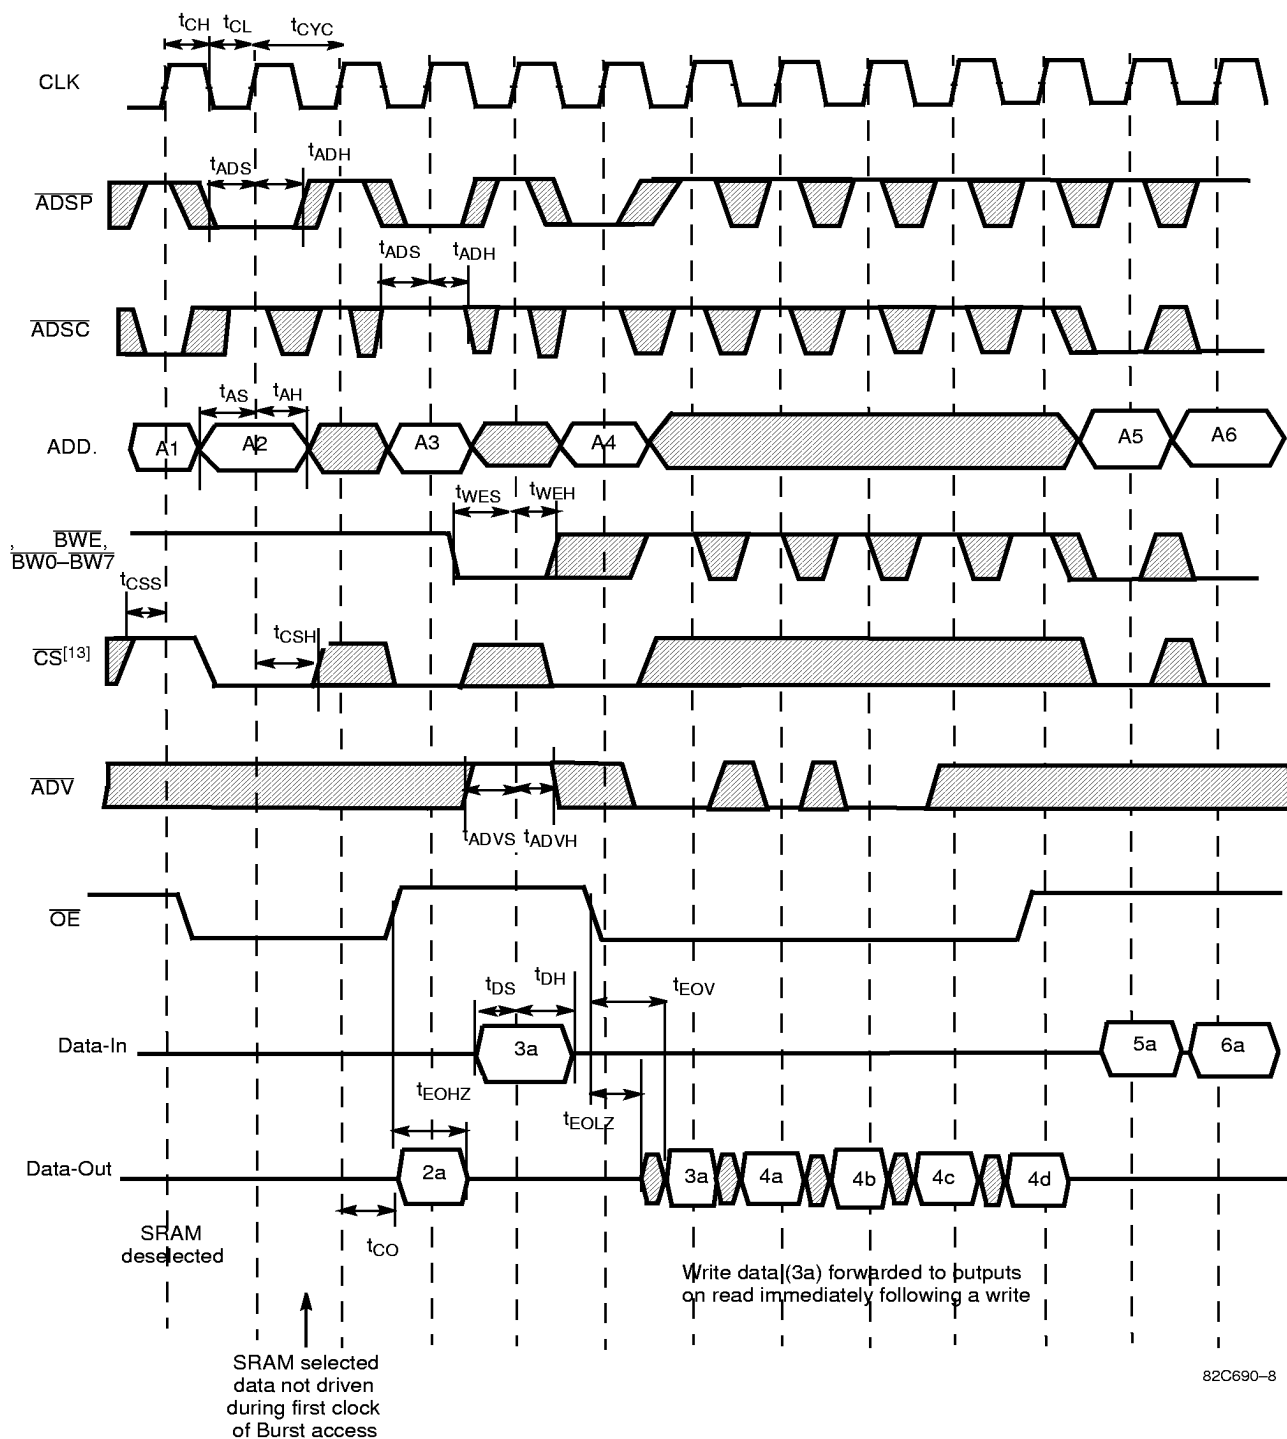 tCH tCL tCYC
CLK
tADS tADH
ADSP
tADS tADH
ADSC
tAS tAH
ADD. A1 A2 A3 A4 A5 A6
tWES tWEH
, BWE,
BW0–BW7
tCSS
tCSH
CS[13]
ADV
tADVS tADVH
OE
tDS tDH tEOV
Data-In 3a 5a 6a
tEOHZ tEOLZ
Data-Out 2a 3a 4a 4b 4c 4d
tCO
SRAM
deselected
Write data (3a) forwarded to outputs
on read immediately following a write
SRAM selected
data not driven
during first clock
of Burst access
82C690–8